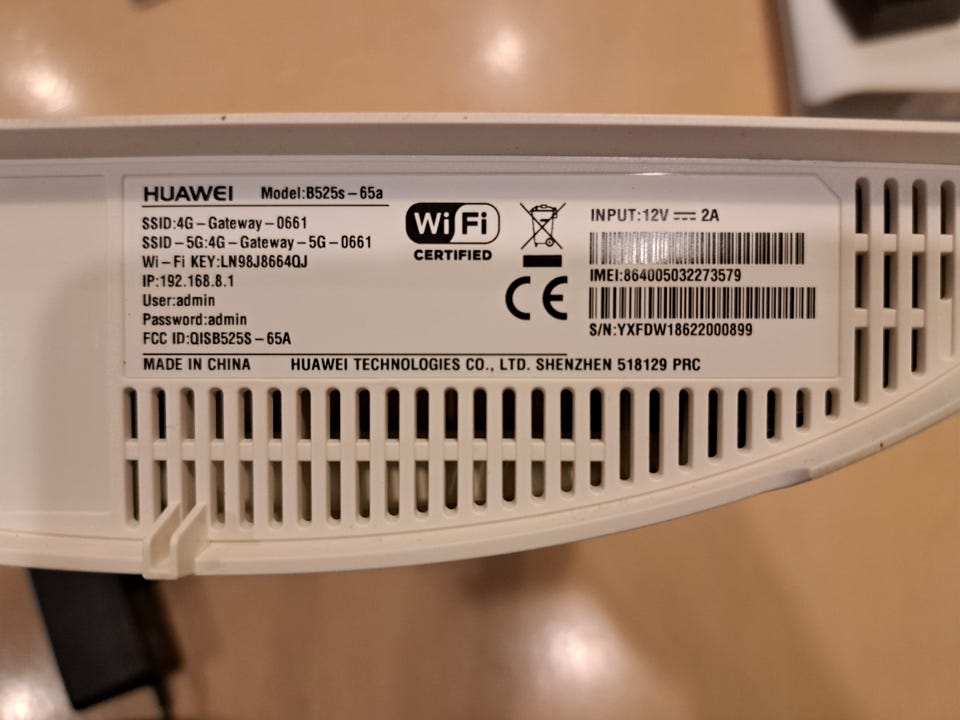 HUAWEI Model:B525s-65a
SSID:4G-Gateway-0661
SSID-5G:4G-Gateway-5G-0661
Wi-Fi KEY:LN98J8664QJ
IP:192.168.8.1
User:admin
Password:admin
FCC ID:QISB525S-65A
Wi Fi
CERTIFIED
CE
INPUT:12V ⎓ 2A
IMEI:864005032273579
S/N:YXFDW18622000899
MADE IN CHINA HUAWEI TECHNOLOGIES CO., LTD. SHENZHEN 518129 PRC